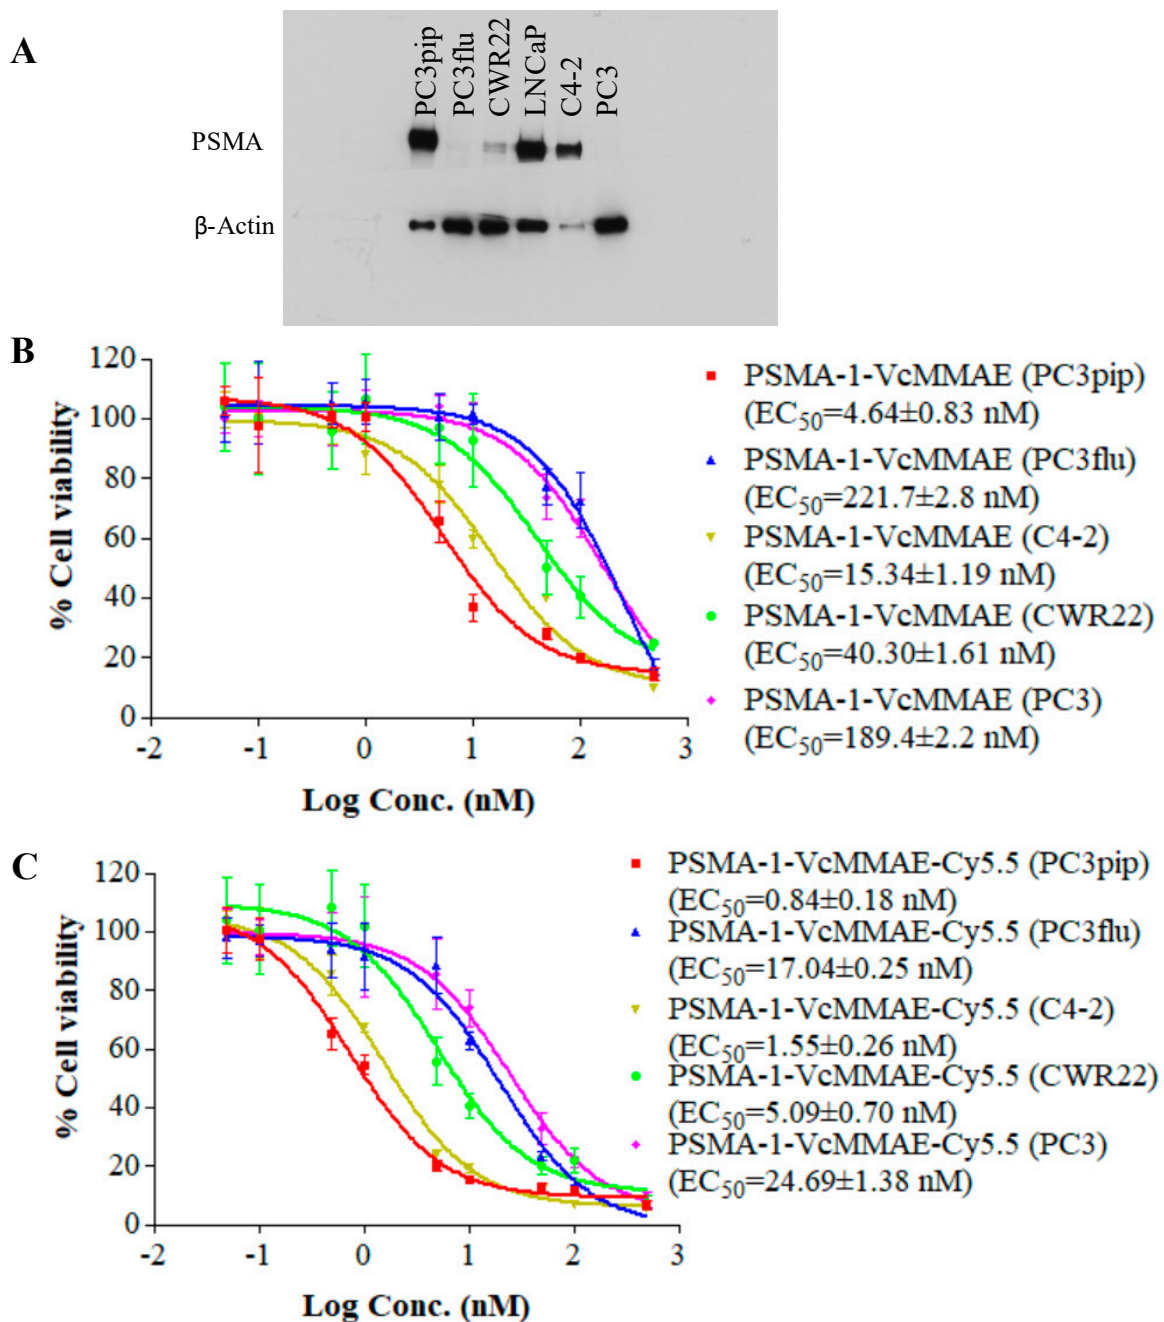 A
PC3pip
PC3flu
CWR22
LNCaP
C4-2
PC3
PSMA
β-Actin
B
120
100
80
60
40
20
0
% Cell viability
-2 -1 0 1 2 3
Log Conc. (nM)
PSMA-1-VcMMAE (PC3pip)
(EC50=4.64±0.83 nM)
PSMA-1-VcMMAE (PC3flu)
(EC50=221.7±2.8 nM)
PSMA-1-VcMMAE (C4-2)
(EC50=15.34±1.19 nM)
PSMA-1-VcMMAE (CWR22)
(EC50=40.30±1.61 nM)
PSMA-1-VcMMAE (PC3)
(EC50=189.4±2.2 nM)
C
120
100
80
60
40
20
0
% Cell viability
-2 -1 0 1 2 3
Log Conc. (nM)
PSMA-1-VcMMAE-Cy5.5 (PC3pip)
(EC50=0.84±0.18 nM)
PSMA-1-VcMMAE-Cy5.5 (PC3flu)
(EC50=17.04±0.25 nM)
PSMA-1-VcMMAE-Cy5.5 (C4-2)
(EC50=1.55±0.26 nM)
PSMA-1-VcMMAE-Cy5.5 (CWR22)
(EC50=5.09±0.70 nM)
PSMA-1-VcMMAE-Cy5.5 (PC3)
(EC50=24.69±1.38 nM)